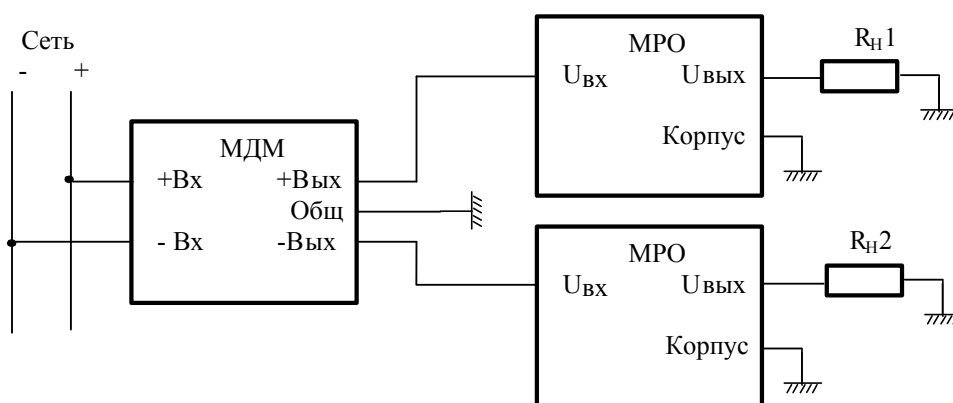 Сеть
- +
МДМ
+Вх +Вых
Общ
- Вх -Вых
МРО
Uвх Uвых
Корпус
RН1
МРО
Uвх Uвых
Корпус
RН2